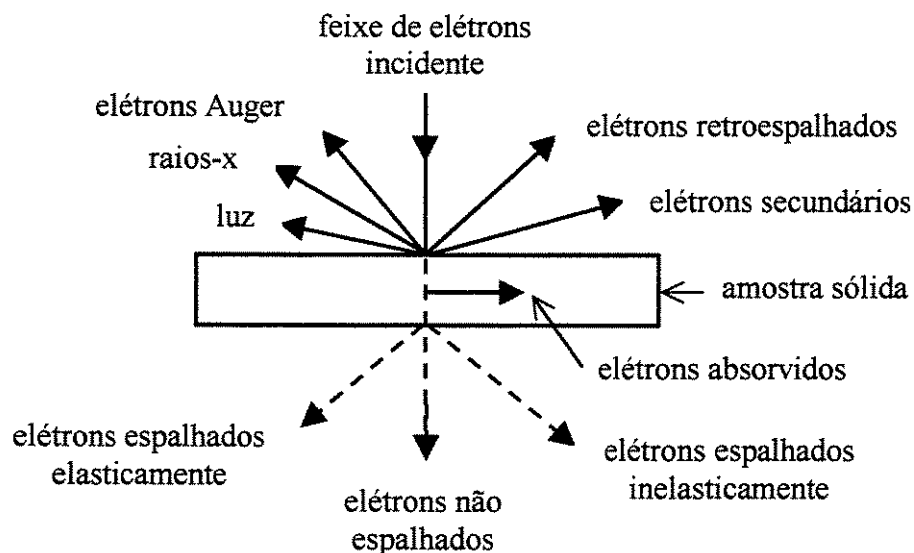 feixe de elétrons
incidente
elétrons Auger
elétrons retroespalhados
raios-x
elétrons secundários
luz
amostra sólida
elétrons absorvidos
elétrons espalhados
elasticamente
elétrons espalhados
inelasticamente
elétrons não
espalhados